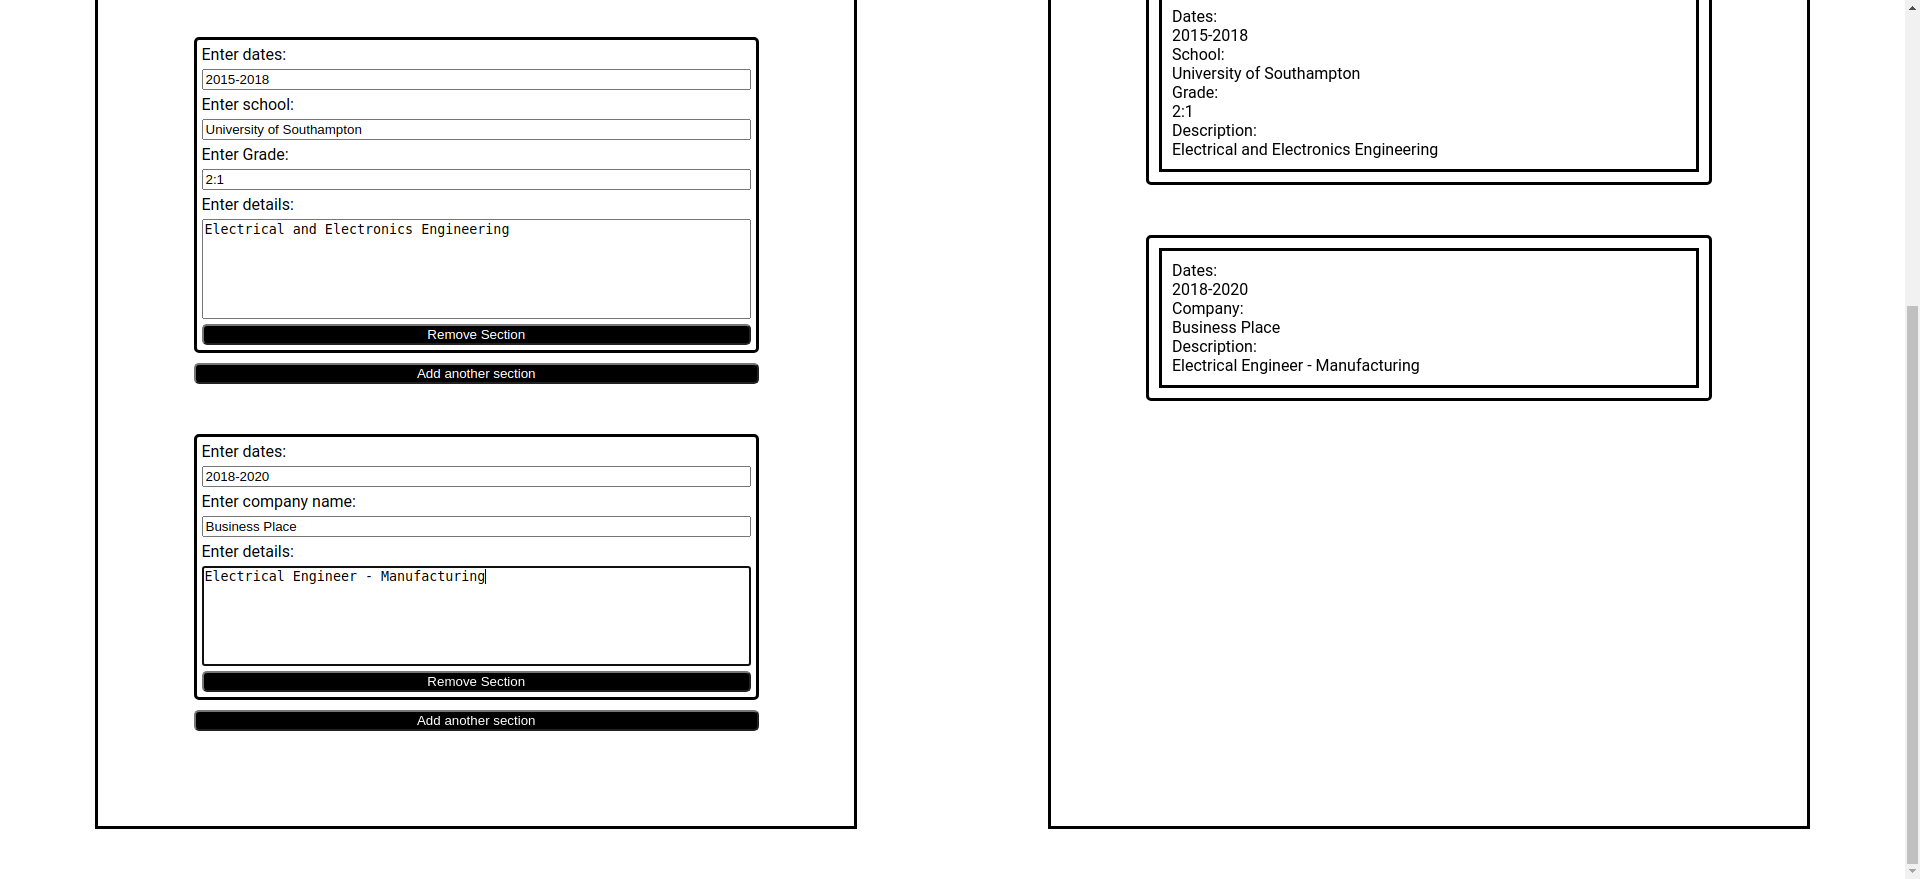 Enter dates:
2015-2018
Enter school:
University of Southampton
Enter Grade:
2:1
Enter details:
Electrical and Electronics Engineering
Remove Section
Add another section
Enter dates:
2018-2020
Enter company name:
Business Place
Enter details:
Electrical Engineer - Manufacturing
Remove Section
Add another section
Dates:
2015-2018
School:
University of Southampton
Grade:
2:1
Description:
Electrical and Electronics Engineering
Dates:
2018-2020
Company:
Business Place
Description:
Electrical Engineer - Manufacturing